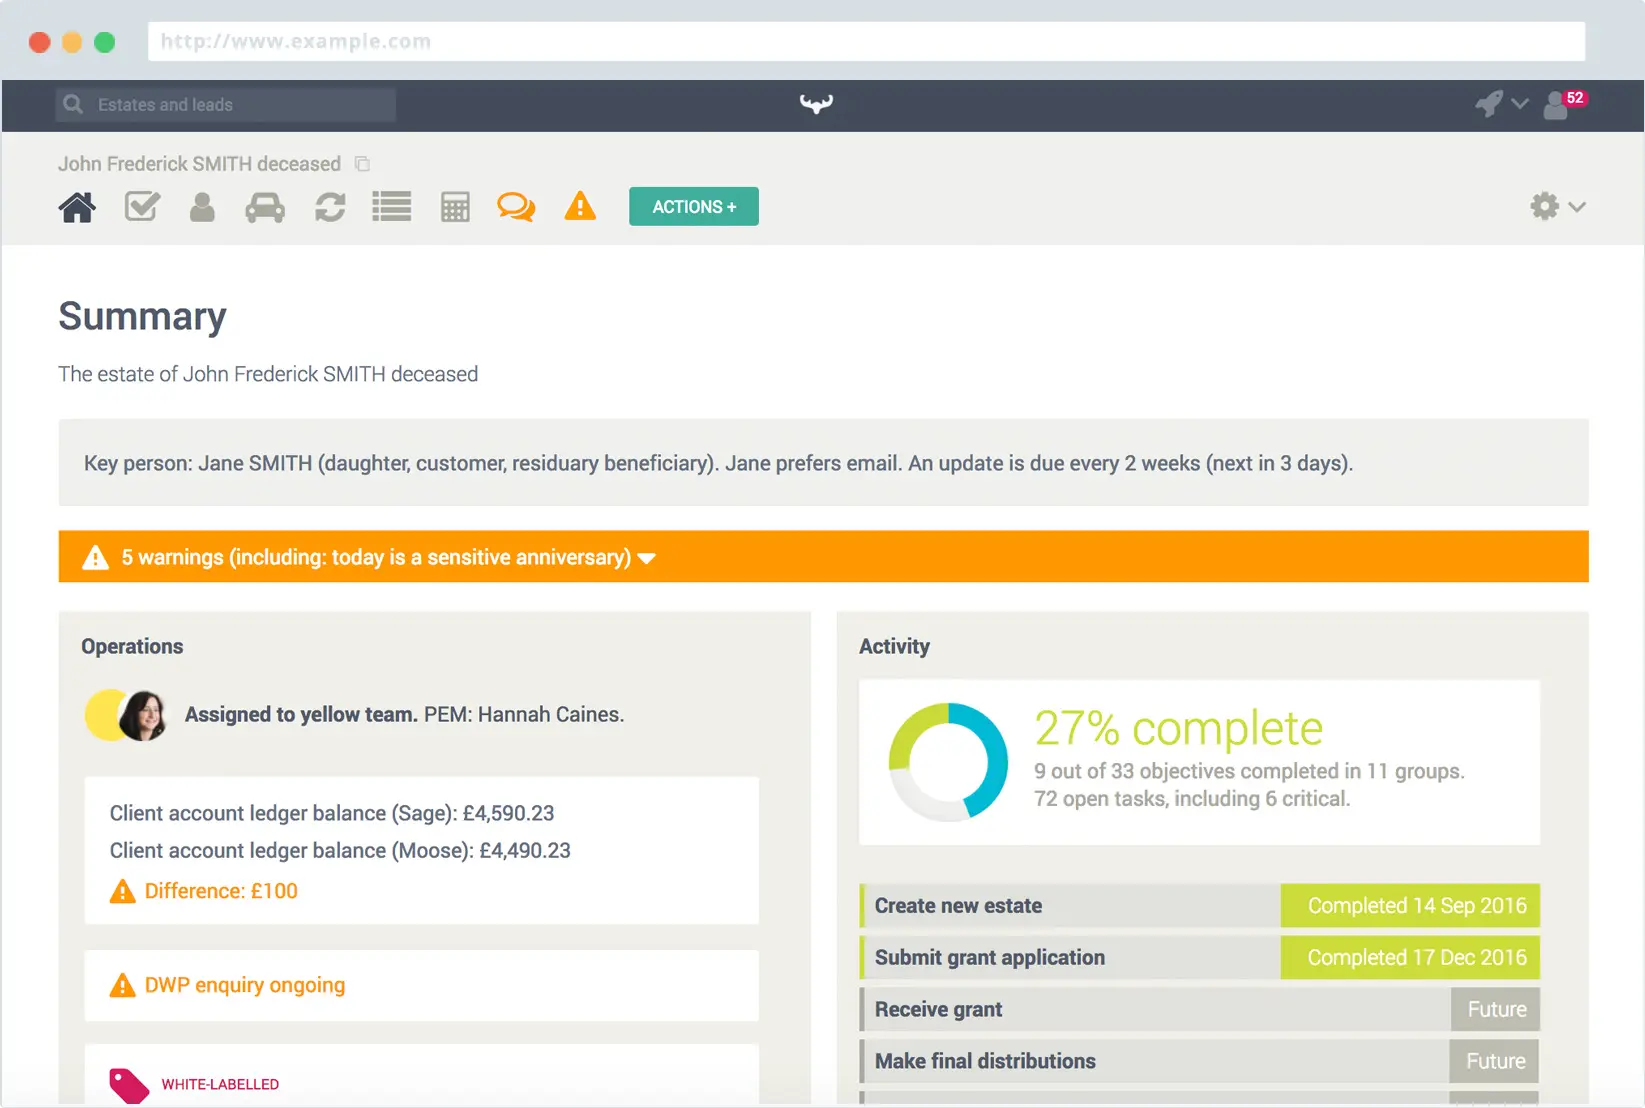 http://www.example.com
Estates and leads
52
John Frederick SMITH deceased
ACTIONS +
Summary
The estate of John Frederick SMITH deceased
Key person: Jane SMITH (daughter, customer, residuary beneficiary). Jane prefers email. An update is due every 2 weeks (next in 3 days).
5 warnings (including: today is a sensitive anniversary)
Operations
Assigned to yellow team. PEM: Hannah Caines.
Client account ledger balance (Sage): £4,590.23
Client account ledger balance (Moose): £4,490.23
Difference: £100
DWP enquiry ongoing
WHITE-LABELLED
Activity
27% complete
9 out of 33 objectives completed in 11 groups.
72 open tasks, including 6 critical.
Create new estate Completed 14 Sep 2016
Submit grant application Completed 17 Dec 2016
Receive grant Future
Make final distributions Future